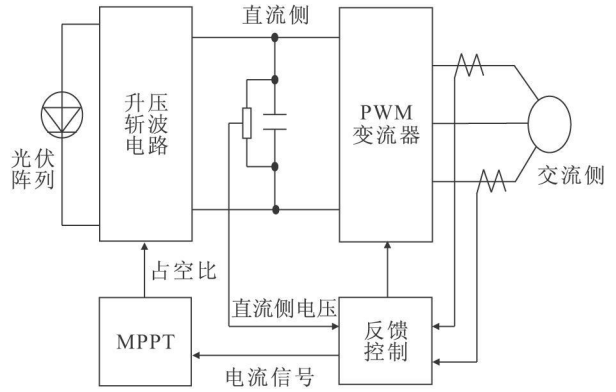 直流侧
升压
斩波
电路
PWM
变流器
光伏
阵列
交流侧
占空比
直流侧电压
MPPT
反馈
控制
电流信号